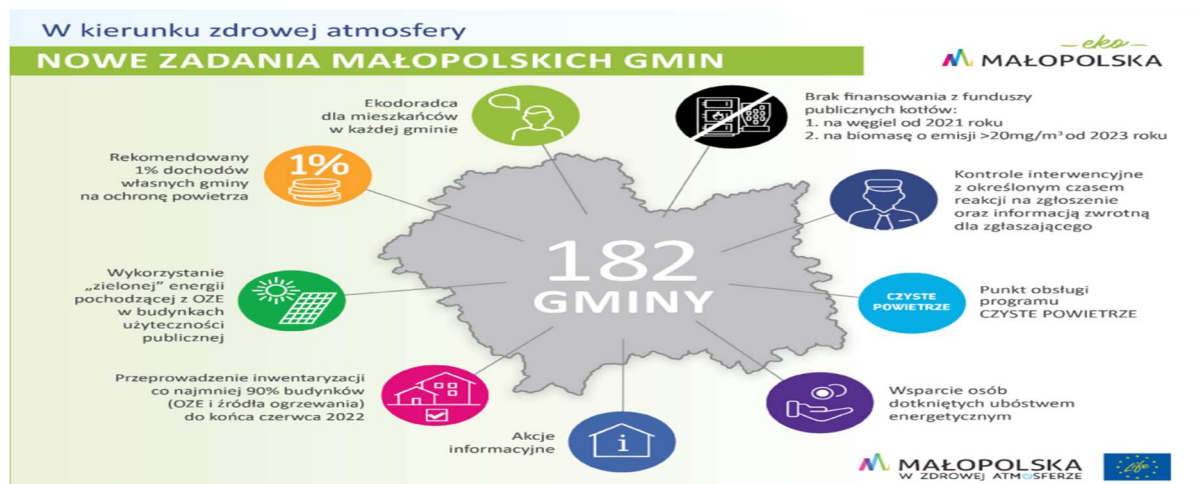 W kierunku zdrowej atmosfery
NOWE ZADANIA MAŁOPOLSKICH GMIN
eko
MAŁOPOLSKA
Ekodoradca
dla mieszkańców
w każdej gminie
Brak finansowania z funduszy
publicznych kotłów:
1. na węgiel od 2021 roku
2. na biomasę o emisji >20mg/m³ od 2023 roku
Rekomendowany
1% dochodów
własnych gminy
na ochronę powietrza
1%
Kontrole interwencyjne
z określonym czasem
reakcji na zgłoszenie
oraz informacją zwrotną
dla zgłaszającego
182
GMINY
Wykorzystanie
„zielonej” energii
pochodzącej z OZE
w budynkach
użyteczności
publicznej
CZYSTE
POWIETRZE
Punkt obsługi
programu
CZYSTE POWIETRZE
Przeprowadzenie inwentaryzacji
co najmniej 90% budynków
(OZE i źródła ogrzewania)
do końca czerwca 2022
Wsparcie osób
dotkniętych ubóstwem
energetycznym
Akcje
informacyjne
i
MAŁOPOLSKA
W ZDROWEJ ATMOSFERZE
Life